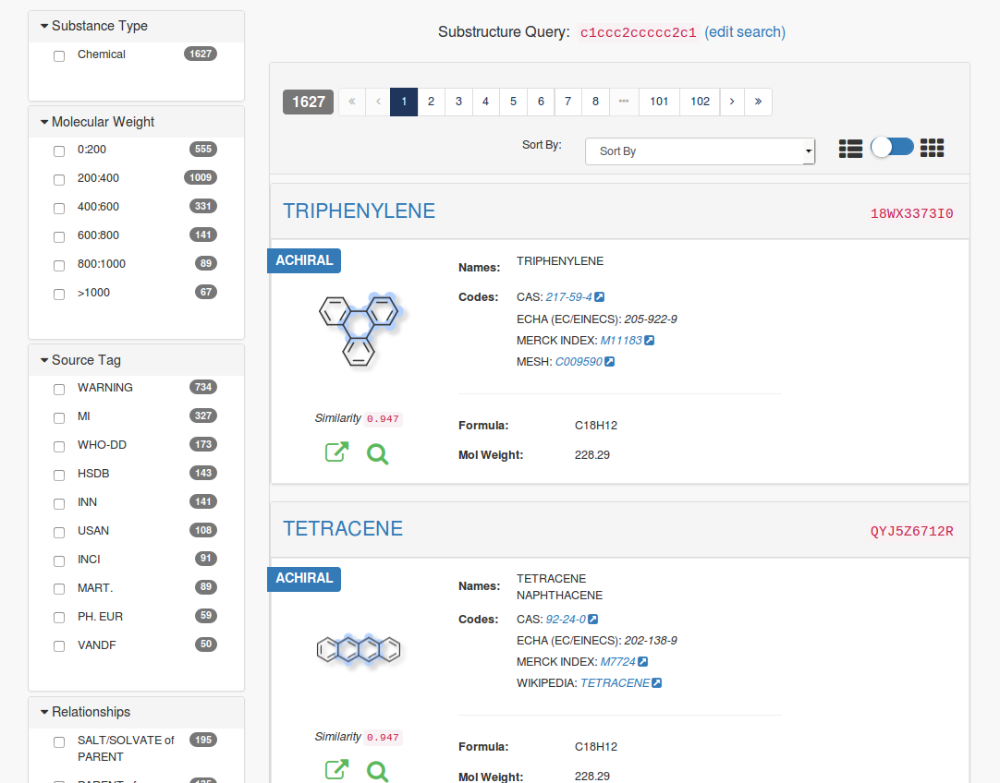 Substance Type
Chemical 1627
Molecular Weight
0:200 555
200:400 1009
400:600 331
600:800 141
800:1000 89
>1000 67
Source Tag
WARNING 734
MI 327
WHO-DD 173
HSDB 143
INN 141
USAN 108
INCI 91
MART. 89
PH. EUR 59
VANDF 50
Relationships
SALT/SOLVATE of 195
PARENT
Substructure Query: c1ccc2ccccc2c1 (edit search)
1627 « ‹ 1 2 3 4 5 6 7 8 ... 101 102 › »
Sort By: Sort By
TRIPHENYLENE 18WX3373I0
ACHIRAL
Names: TRIPHENYLENE
Codes: CAS: 217-59-4
ECHA (EC/EINECS): 205-922-9
MERCK INDEX: M11183
MESH: C009590
Similarity 0.947
Formula: C18H12
Mol Weight: 228.29
TETRACENE QYJ5Z6712R
ACHIRAL
Names: TETRACENE
NAPHTHACENE
Codes: CAS: 92-24-0
ECHA (EC/EINECS): 202-138-9
MERCK INDEX: M7724
WIKIPEDIA: TETRACENE
Similarity 0.947
Formula: C18H12
Mol Weight: 228.29